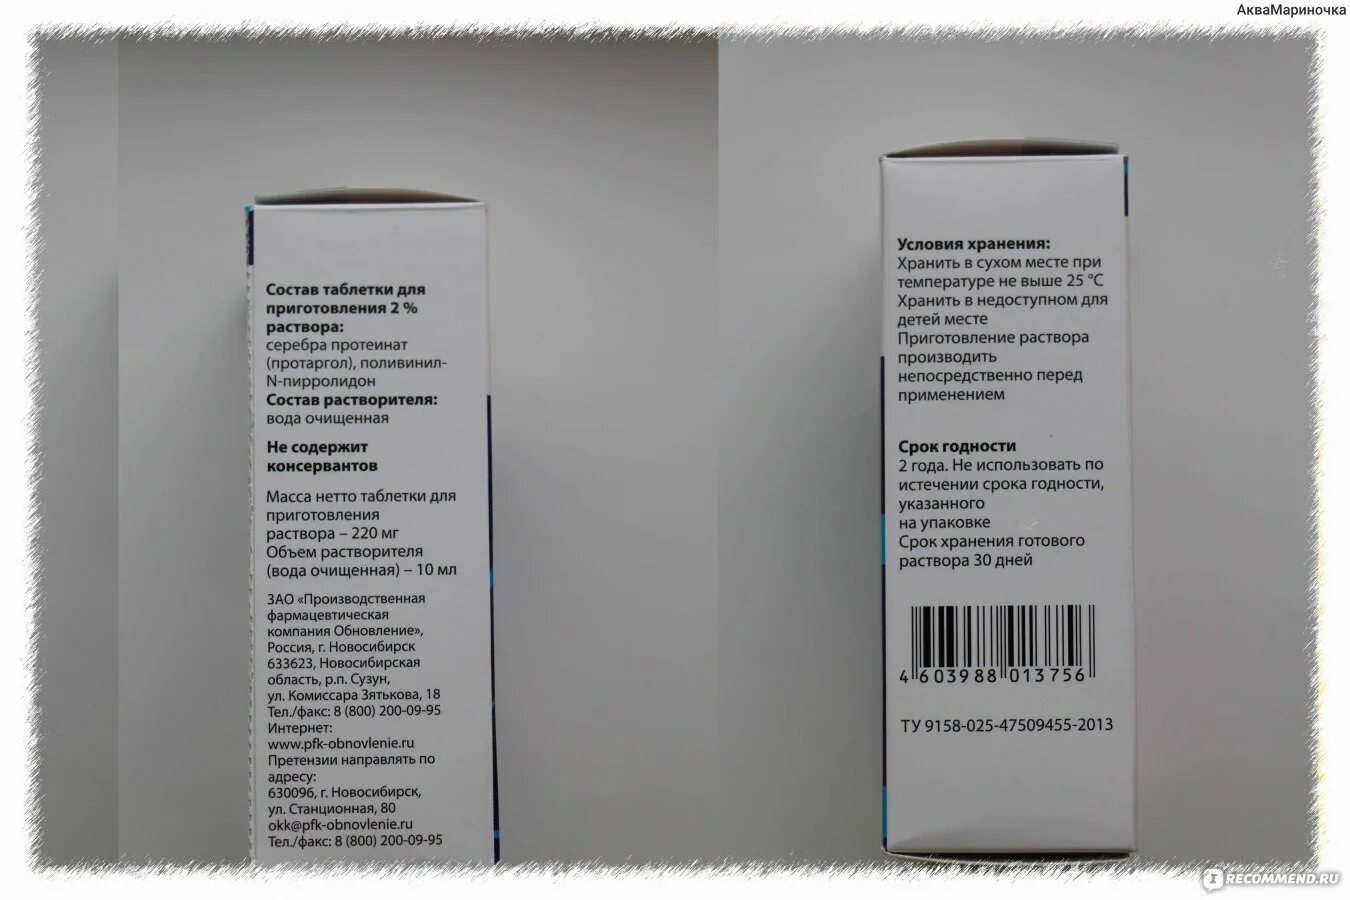 АкваМариночка
Состав таблетки для
приготовления 2 %
раствора:
серебра протеинат
(протаргол), поливинил-
N-пирролидон
Состав растворителя:
вода очищенная
Не содержит
консервантов
Масса нетто таблетки для
приготовления
раствора – 220 мг
Объем растворителя
(вода очищенная) – 10 мл
ЗАО «Производственная
фармацевтическая
компания Обновление»,
Россия, г. Новосибирск
633623, Новосибирская
область, р.п. Сузун,
ул. Комиссара Зятькова, 18
Тел./факс: 8 (800) 200-09-95
Интернет:
www.pfk-obnovlenie.ru
Претензии направлять по
адресу:
630096, г. Новосибирск,
ул. Станционная, 80
okk@pfk-obnovlenie.ru
Тел./факс: 8 (800) 200-09-95
Условия хранения:
Хранить в сухом месте при
температуре не выше 25 °С
Хранить в недоступном для
детей месте
Приготовление раствора
производить
непосредственно перед
применением
Срок годности
2 года. Не использовать по
истечении срока годности,
указанного
на упаковке
Срок хранения готового
раствора 30 дней
4 603988 013756
ТУ 9158-025-47509455-2013
IRECOMMEND.RU